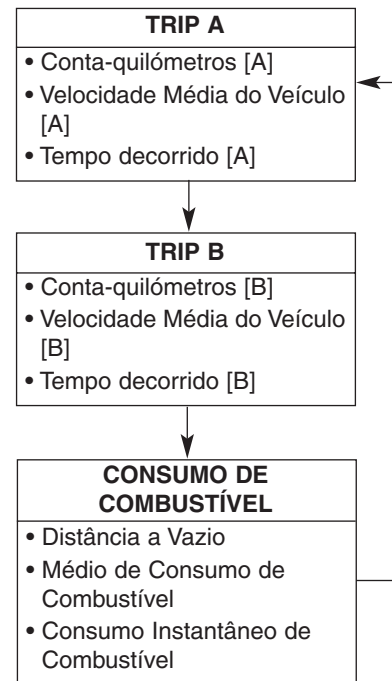 TRIP A
• Conta-quilómetros [A]
• Velocidade Média do Veículo
[A]
• Tempo decorrido [A]
TRIP B
• Conta-quilómetros [B]
• Velocidade Média do Veículo
[B]
• Tempo decorrido [B]
CONSUMO DE
COMBUSTÍVEL
• Distância a Vazio
• Médio de Consumo de
Combustível
• Consumo Instantâneo de
Combustível